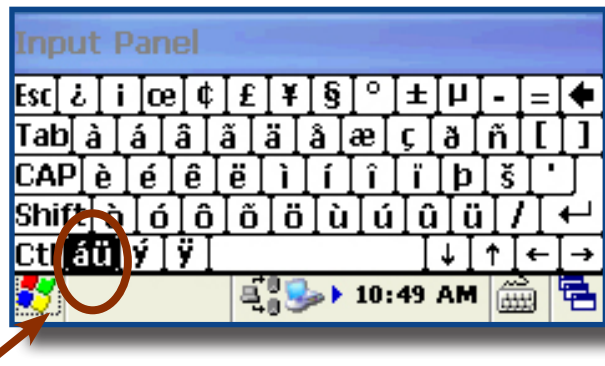 Input Panel
Esc ¿ ¡ œ ¢ £ ¥ § ° ± µ - =
Tab à á â ã ä å æ ç ð ñ [ ]
CAP è é ê ë ì í î ï þ š '
Shift ò ó ô õ ö ù ú û ü /
Ctl áü ý ÿ ↓ ↑ ← →
10:49 AM